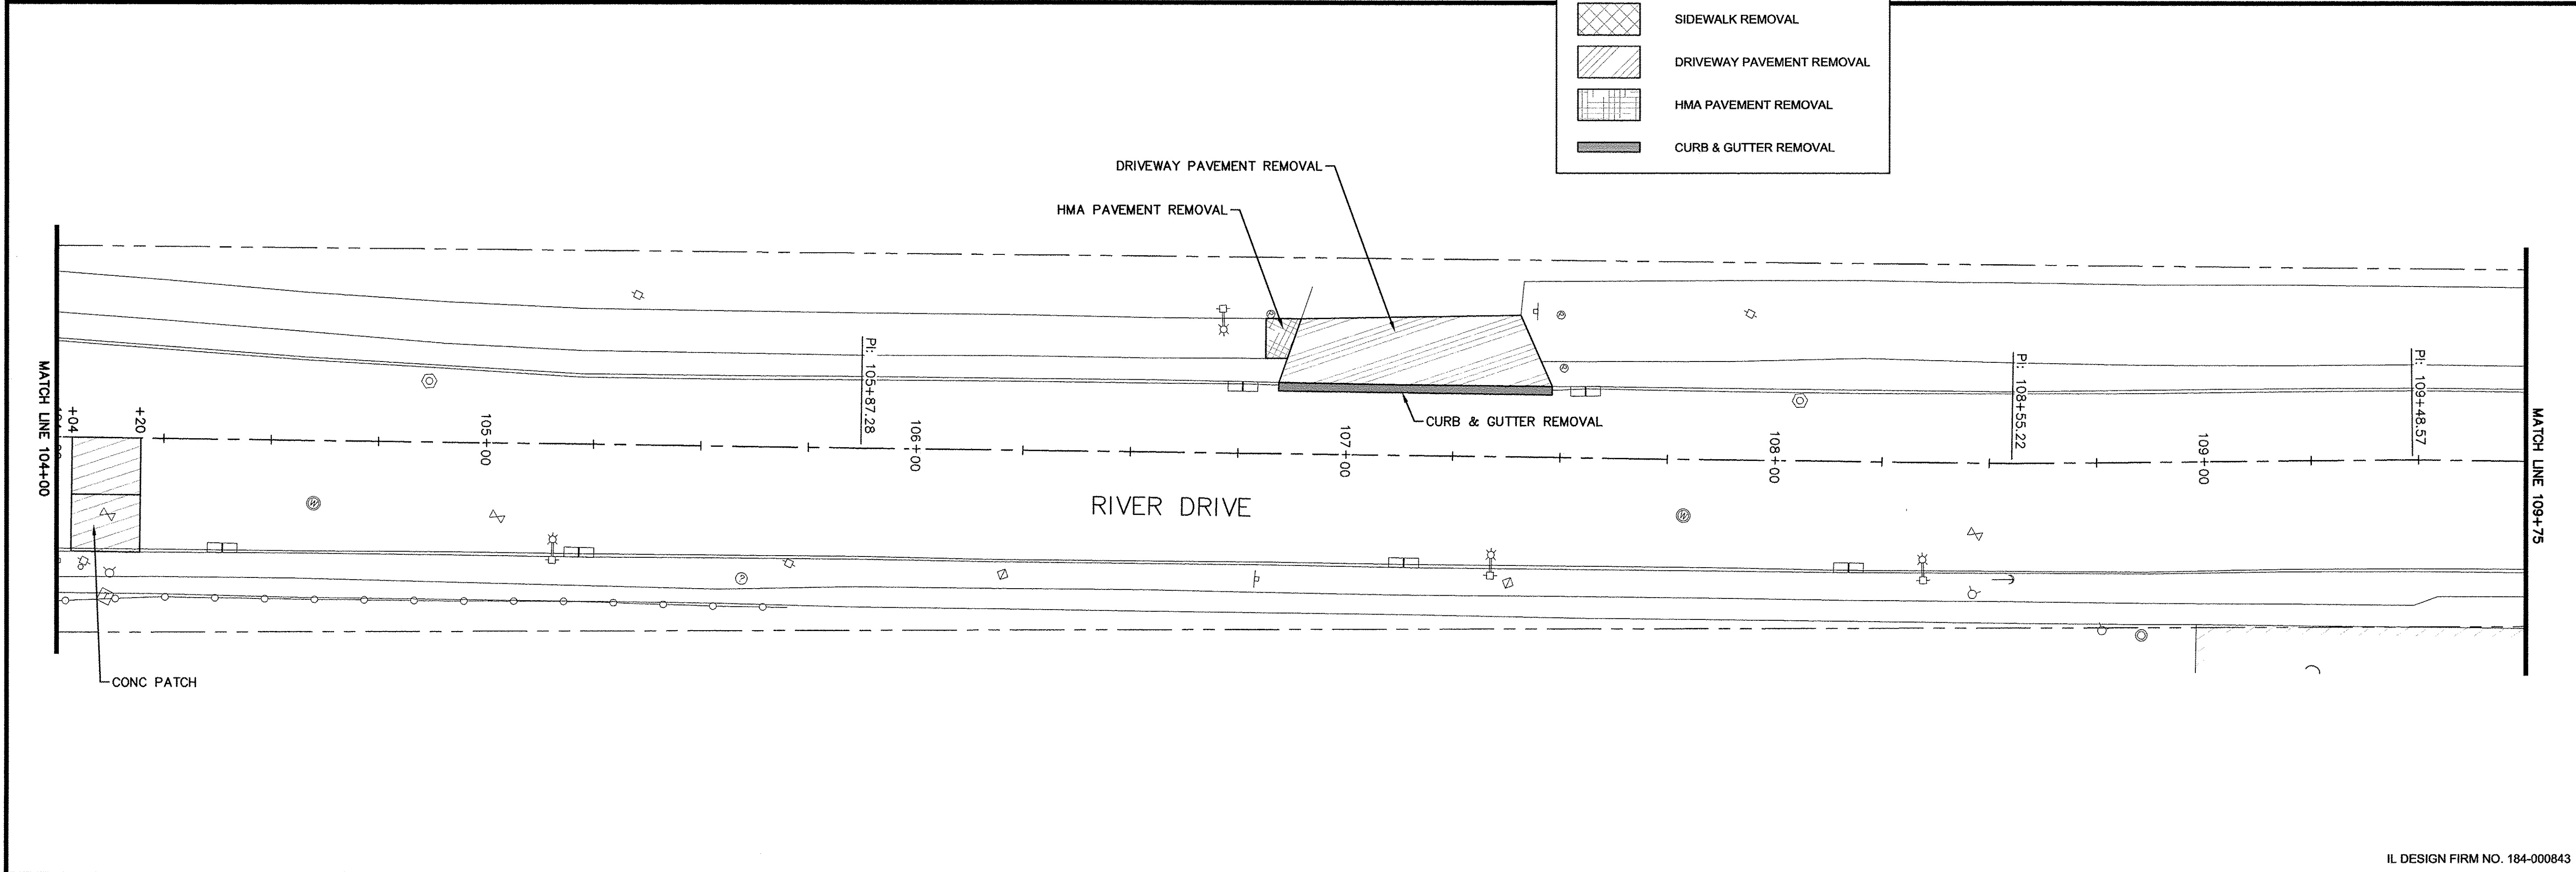 SIDEWALK REMOVAL
DRIVEWAY PAVEMENT REMOVAL
HMA PAVEMENT REMOVAL
CURB & GUTTER REMOVAL
DRIVEWAY PAVEMENT REMOVAL
HMA PAVEMENT REMOVAL
MATCH LINE 104+00
+04
+20
105+00
PI: 105+87.28
106+00
107+00
CURB & GUTTER REMOVAL
108+00
PI: 108+55.22
109+00
PI: 109+48.57
MATCH LINE 109+75
RIVER DRIVE
W
W
P
CONC PATCH
IL DESIGN FIRM NO. 184-000843